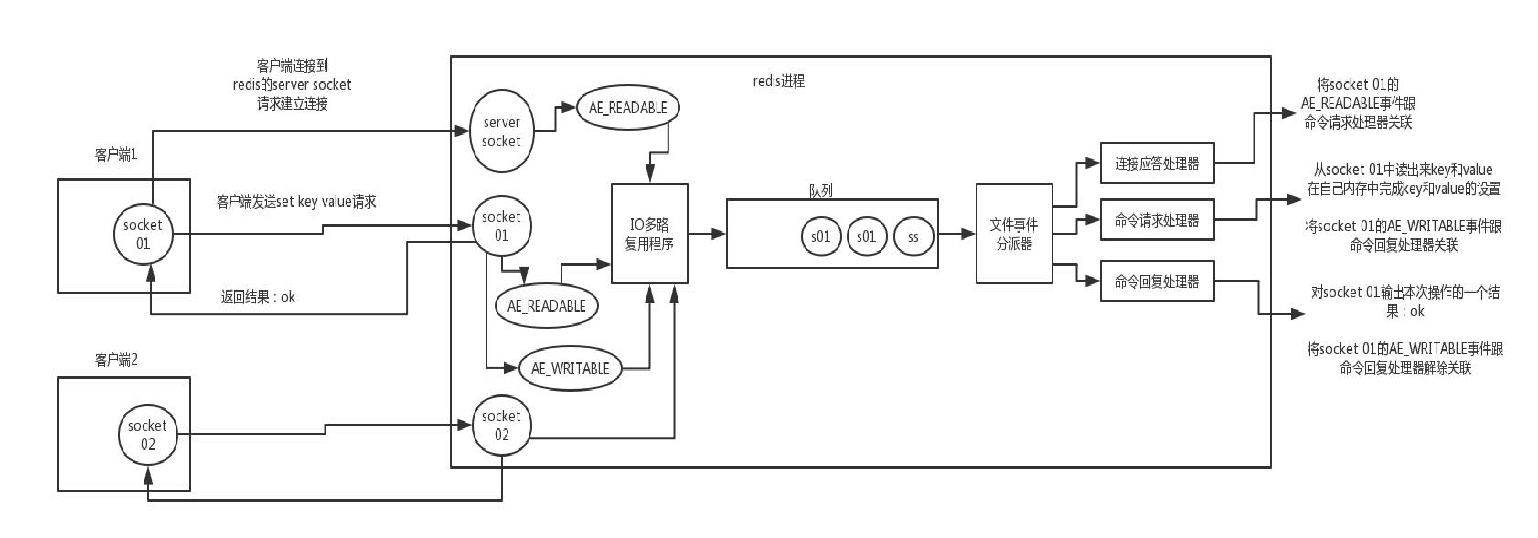 客户端连接到
redis的server socket
请求建立连接
redis进程
server
socket
AE_READABLE
将socket 01的
AE_READABLE事件跟
命令请求处理器关联
客户端1
连接应答处理器
socket
01
客户端发送set key value请求
socket
01
IO多路
复用程序
队列
s01
s01
ss
文件事件
分派器
命令请求处理器
从socket 01中读出来key和value
在自己内存中完成key和value的设置
将socket 01的AE_WRITABLE事件跟
命令回复处理器关联
返回结果：ok
AE_READABLE
命令回复处理器
对socket 01输出本次操作的一个结
果：ok
客户端2
AE_WRITABLE
将socket 01的AE_WRITABLE事件跟
命令回复处理器解除关联
socket
02
socket
02